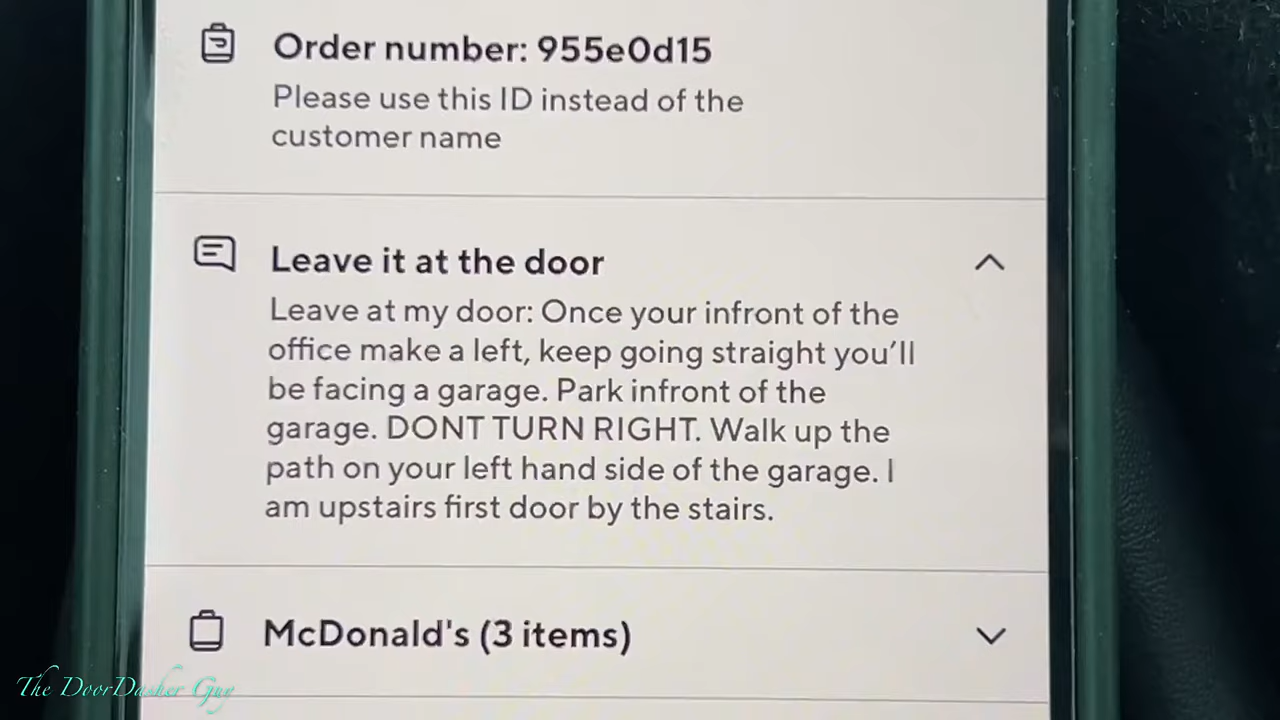 Order number: 955e0d15
Please use this ID instead of the
customer name
Leave it at the door
Leave at my door: Once your infront of the
office make a left, keep going straight you’ll
be facing a garage. Park infront of the
garage. DONT TURN RIGHT. Walk up the
path on your left hand side of the garage. I
am upstairs first door by the stairs.
McDonald's (3 items)
The DoorDasher Guy